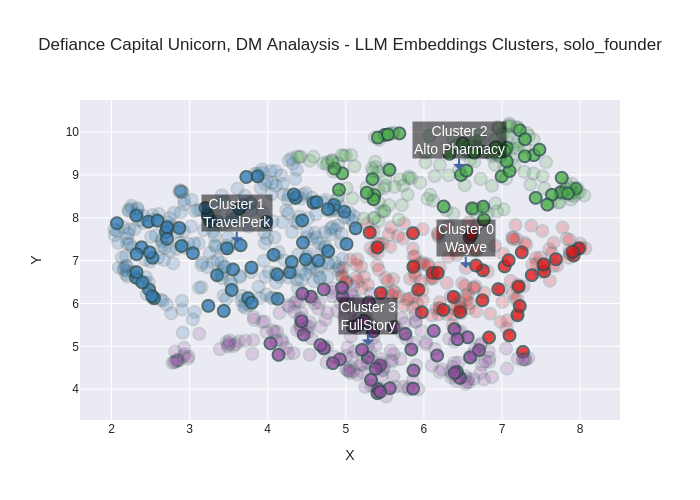 Defiance Capital Unicorn, DM Analaysis - LLM Embeddings Clusters, solo_founder
10
9
8
7
6
5
4
Y
Cluster 2
Alto Pharmacy
Cluster 1
TravelPerk
Cluster 0
Wayve
Cluster 3
FullStory
2
3
4
5
6
7
8
X